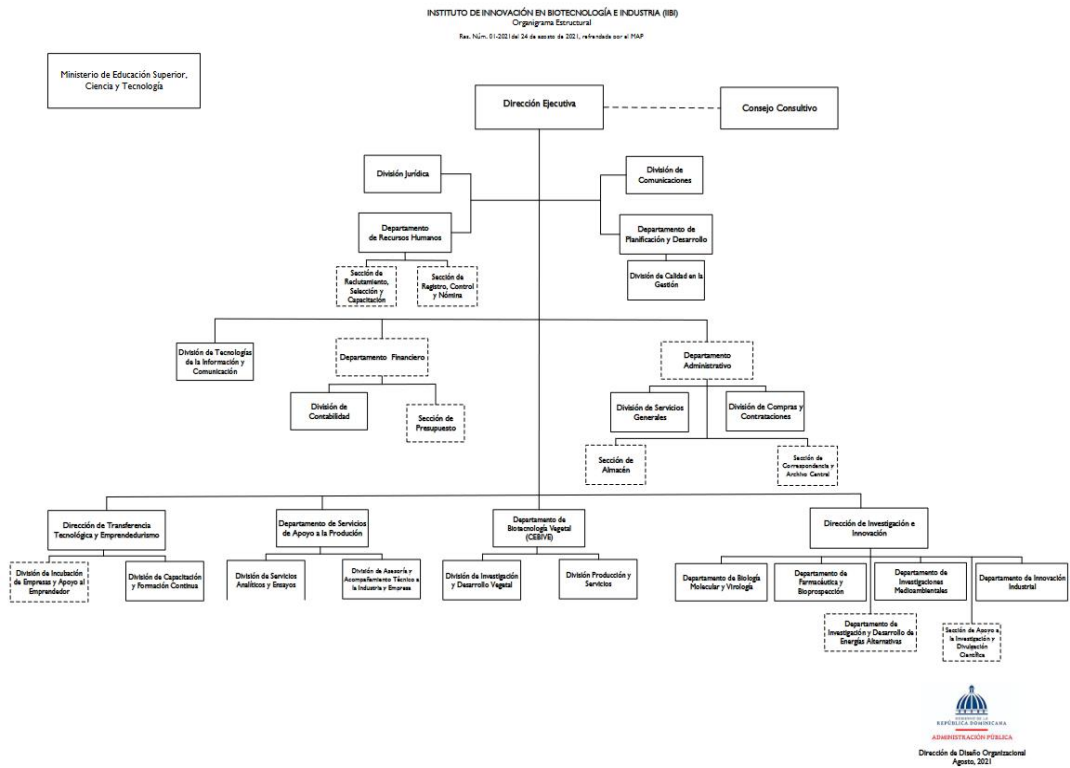 INSTITUTO DE INNOVACIÓN EN BIOTECNOLOGÍA E INDUSTRIA (IIBI)
Organigrama Estructural
Res. Núm. 01-2021del 24 de agosto de 2021, refrendada por el MAP
Ministerio de Educación Superior,
Ciencia y Tecnología
Dirección Ejecutiva
Consejo Consultivo
División Jurídica
División de
Comunicaciones
Departamento
de Recursos Humanos
Departamento de
Planificación y Desarrollo
Sección de
Reclutamiento,
Selección y
Capacitación
Sección de
Registro, Control
y Nómina
División de Calidad en la
Gestión
División de Tecnologías
de la Información y
Comunicación
Departamento Financiero
Departamento
Administrativo
División de
Contabilidad
Sección de
Presupuesto
División de Servicios
Generales
División de Compras y
Contrataciones
Sección de
Almacén
Sección de
Correspondencia y
Archivo Central
Dirección de Transferencia
Tecnológica y Emprendedurismo
Departamento de Servicios
de Apoyo a la Produción
Departamento de
Biotecnología Vegetal
(CEBIVE)
Dirección de Investigación e
Innovación
División de Incubación
de Empresas y Apoyo al
Emprendedor
División de Capacitación
y Formación Continua
División de Servicios
Analíticos y Ensayos
División de Asesoría y
Acompañamiento Técnico a
la Industria y Empresa
División de Investigación
y Desarrollo Vegetal
División Producción y
Servicios
Departamento de Biología
Molecular y Virología
Departamento de
Farmacéutica y
Bioprospección
Departamento de
Investigaciones
Medioambientales
Departamento de Innovación
Industrial
Departamento de
Investigación y Desarrollo de
Energías Alternativas
Sección de Apoyo a
la Investigación y
Divulgación
Científica
GOBIERNO DE LA
REPÚBLICA DOMINICANA
ADMINISTRACIÓN PÚBLICA
Dirección de Diseño Organizacional
Agosto, 2021